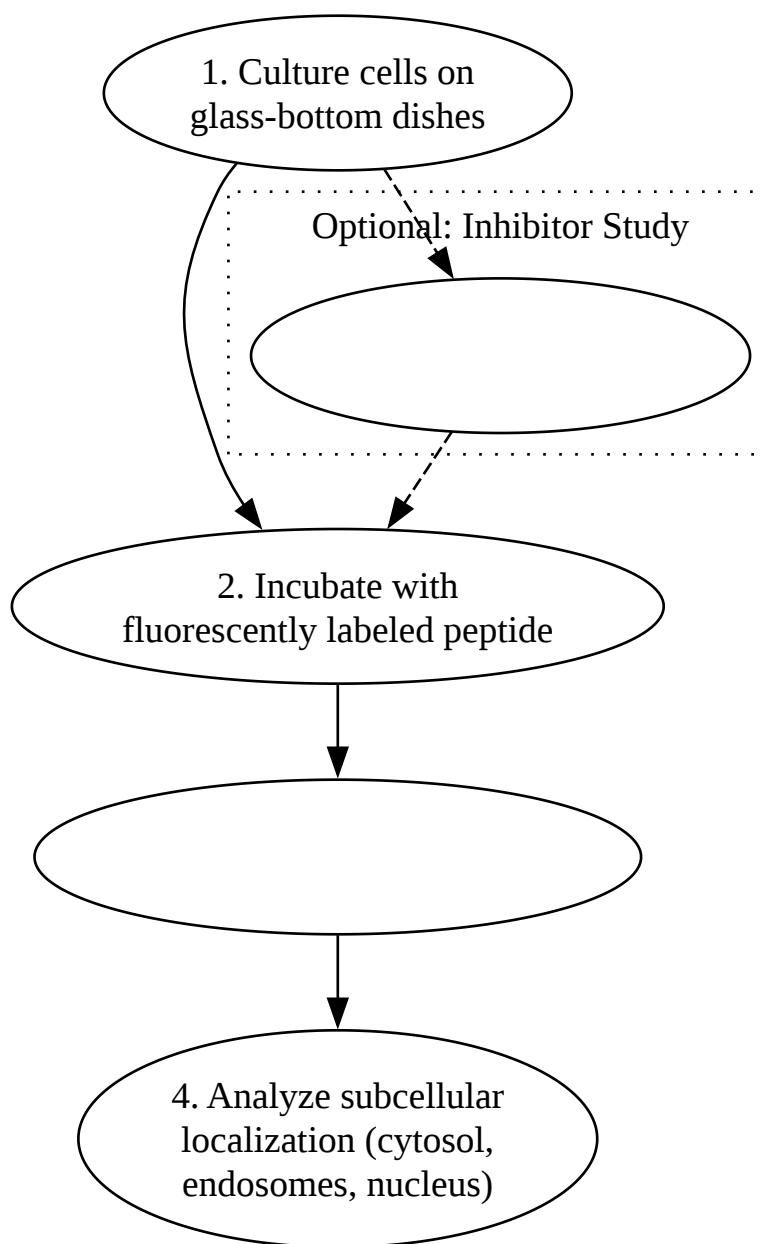 1. Culture cells on
glass-bottom dishes
Optional: Inhibitor Study
2. Incubate with
fluorescently labeled peptide
4. Analyze subcellular
localization (cytosol,
endosomes, nucleus)